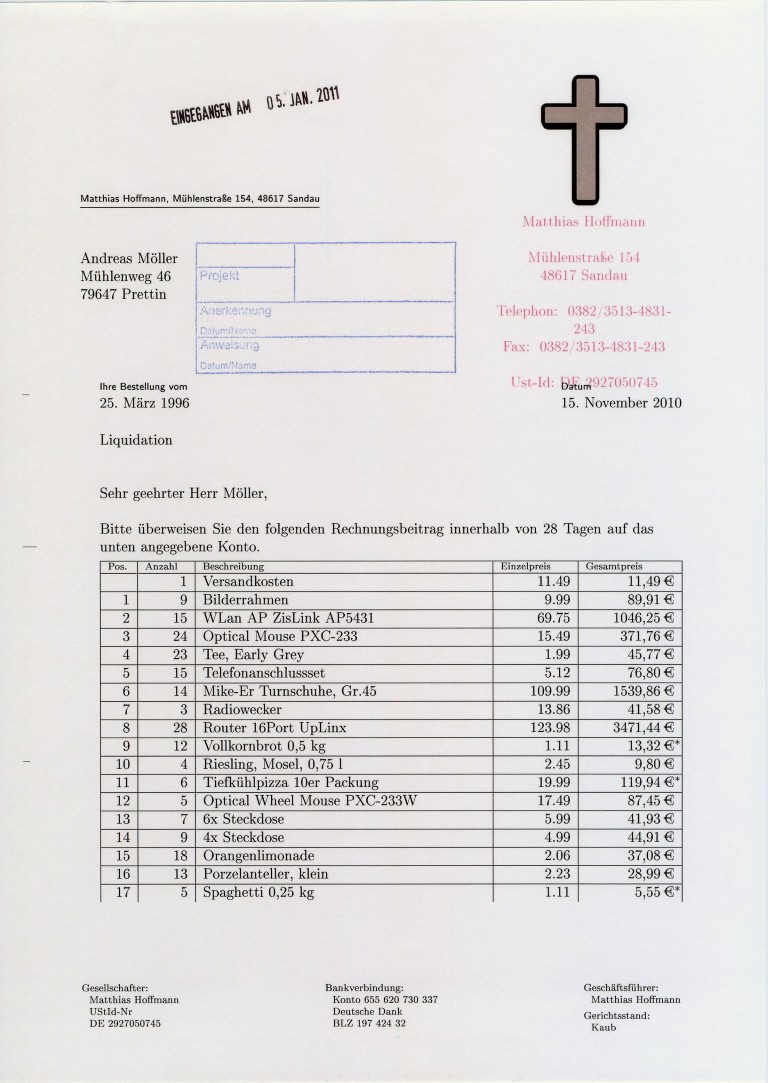 EINGEGANGEN AM 05. JAN. 2011
Matthias Hoffmann, Mühlenstraße 154, 48617 Sandau
Matthias Hoffmann
Mühlenstraße 154
48617 Sandau
Telephon: 0382/3513-4831-
243
Fax: 0382/3513-4831-243
Ust-Id: DE 2927050745
Andreas Möller
Mühlenweg 46
79647 Prettin
Projekt
Anerkennung
Datum/Name
Anweisung
Datum/Name
Ihre Bestellung vom
25. März 1996
Datum
15. November 2010
Liquidation
Sehr geehrter Herr Möller,
Bitte überweisen Sie den folgenden Rechnungsbeitrag innerhalb von 28 Tagen auf das
unten angegebene Konto.
Pos. Anzahl Beschreibung Einzelpreis Gesamtpreis
1 Versandkosten 11.49 11,49 €
1 9 Bilderrahmen 9.99 89,91 €
2 15 WLan AP ZisLink AP5431 69.75 1046,25 €
3 24 Optical Mouse PXC-233 15.49 371,76 €
4 23 Tee, Early Grey 1.99 45,77 €
5 15 Telefonanschlussset 5.12 76,80 €
6 14 Mike-Er Turnschuhe, Gr.45 109.99 1539,86 €
7 3 Radiowecker 13.86 41,58 €
8 28 Router 16Port UpLinx 123.98 3471,44 €
9 12 Vollkornbrot 0,5 kg 1.11 13,32 €*
10 4 Riesling, Mosel, 0,75 l 2.45 9,80 €
11 6 Tiefkühlpizza 10er Packung 19.99 119,94 €*
12 5 Optical Wheel Mouse PXC-233W 17.49 87,45 €
13 7 6x Steckdose 5.99 41,93 €
14 9 4x Steckdose 4.99 44,91 €
15 18 Orangenlimonade 2.06 37,08 €
16 13 Porzelanteller, klein 2.23 28,99 €
17 5 Spaghetti 0,25 kg 1.11 5,55 €*
Gesellschafter:
Matthias Hoffmann
UStId-Nr
DE 2927050745
Bankverbindung:
Konto 655 620 730 337
Deutsche Dank
BLZ 197 424 32
Geschäftsführer:
Matthias Hoffmann
Gerichtsstand:
Kaub